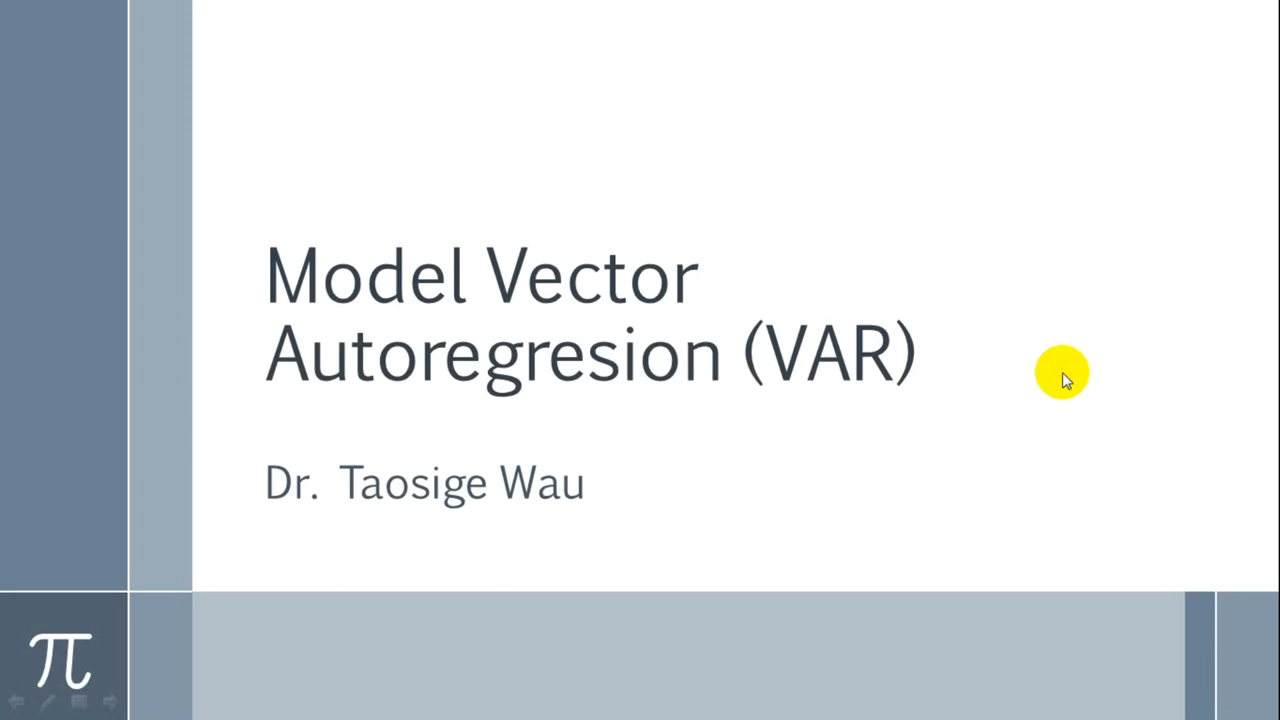 Model Vector
Autoregresion (VAR)
Dr. Taosige Wau
π